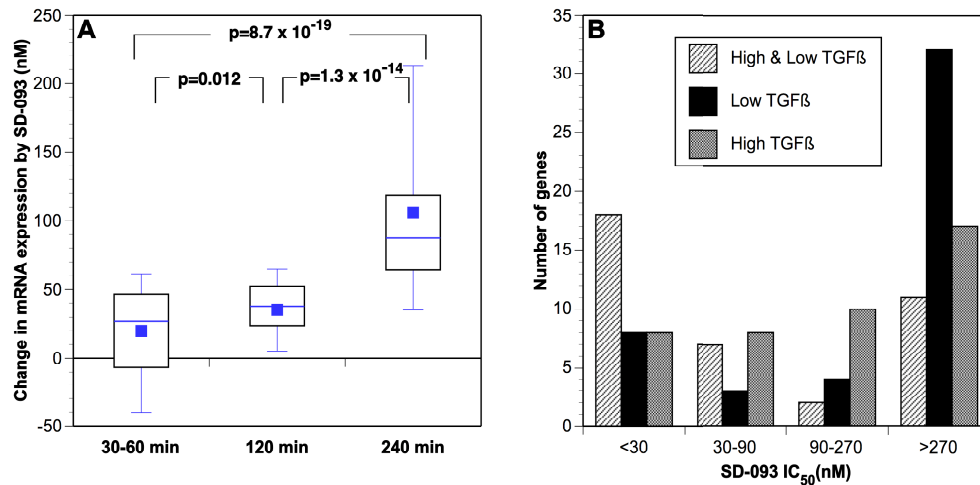 A
Change in mRNA expression by SD-093 (nM)
250
200
150
100
50
0
-50
p=8.7 x 10-19
p=0.012
p=1.3 x 10-14
30-60 min
120 min
240 min
B
Number of genes
35
30
25
20
15
10
5
0
High & Low TGFß
Low TGFß
High TGFß
<30
30-90
90-270
>270
SD-093 IC50(nM)